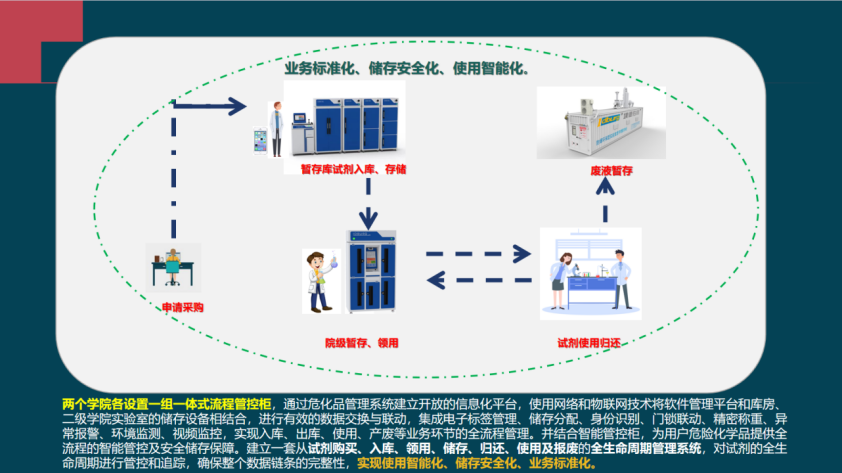 业务标准化、储存安全化、使用智能化。
暂存库试剂入库、存储
废液暂存
申请采购
院级暂存、领用
试剂使用归还
两个学院各设置一组一体式流程管控柜，通过危化品管理系统建立开放的信息化平台，使用网络和物联网技术将软件管理平台和库房、
二级学院实验室的储存设备相结合，进行有效的数据交换与联动，集成电子标签管理、储存分配、身份识别、门锁联动、精密称重、异
常报警、环境监测、视频监控，实现入库、出库、使用、产废等业务环节的全流程管理。并结合智能管控柜，为用户危险化学品提供全
流程的智能管控及安全储存保障。建立一套从试剂购买、入库、领用、储存、归还、使用及报废的全生命周期管理系统，对试剂的全生
命周期进行管控和追踪，确保整个数据链条的完整性，实现使用智能化、储存安全化、业务标准化。